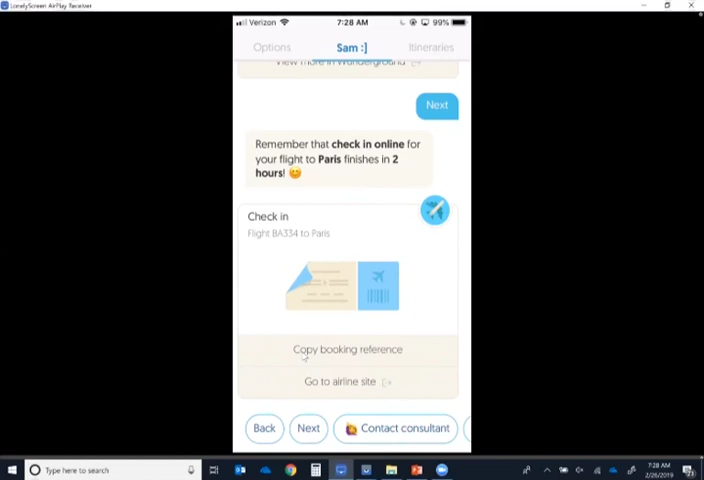 LonelyScreen AirPlay Receiver
Verizon 7:28 AM 99%
Options Sam :] Itineraries
View more in Wunderground
Next
Remember that check in online for
your flight to Paris finishes in 2
hours!
Check in
Flight BA334 to Paris
Copy booking reference
Go to airline site
Back Next Contact consultant
Type here to search
7:28 AM
2/26/2019